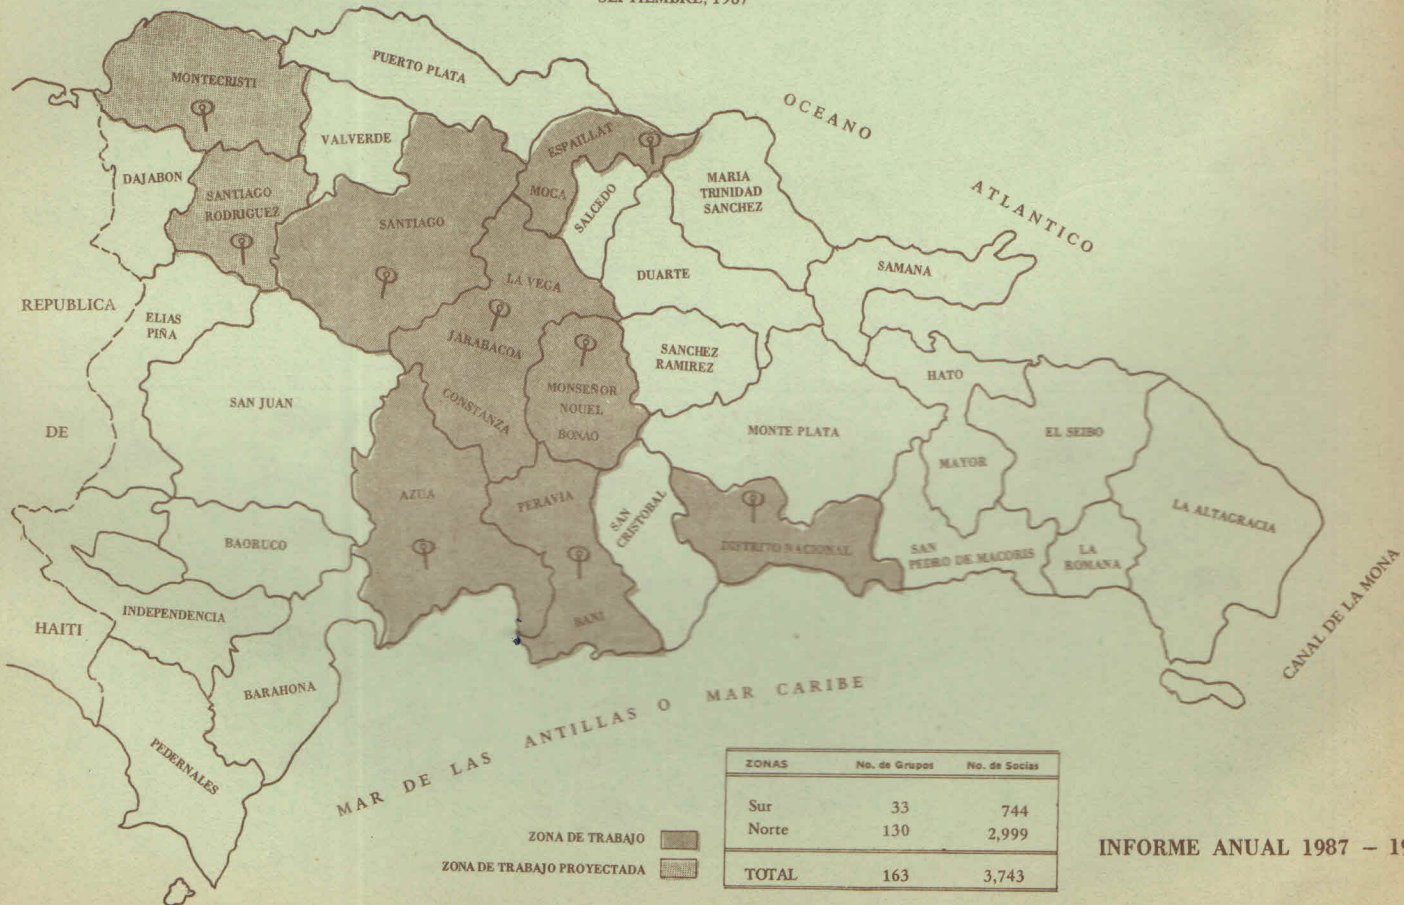 SEPTIEMBRE, 1987
PUERTO PLATA
MONTECRISTI
OCEANO
ATLANTICO
VALVERDE
ESPAILLAT
DAJABON
MOCA
SALCEDO
MARIA
TRINIDAD
SANCHEZ
SANTIAGO
RODRIGUEZ
SANTIAGO
LA VEGA
DUARTE
SAMANA
REPUBLICA
ELIAS
PIÑA
JARABACOA
SANCHEZ
RAMIREZ
HATO
SAN JUAN
CONSTANZA
MONSEÑOR
NOUEL
BONAO
DE
MONTE PLATA
EL SEIBO
MAYOR
AZUA
PERAVIA
SAN
CRISTOBAL
LA ALTAGRACIA
BAORUCO
DISTRITO NACIONAL
SAN
PEDRO DE MACORIS
LA
ROMANA
INDEPENDENCIA
HAITI
BANI
CANAL DE LA MONA
BARAHONA
PEDERNALES
MAR DE LAS ANTILLAS O MAR CARIBE
ZONAS No. de Grupos No. de Socias
Sur 33 744
Norte 130 2,999
TOTAL 163 3,743
ZONA DE TRABAJO
ZONA DE TRABAJO PROYECTADA
INFORME ANUAL 1987 – 19